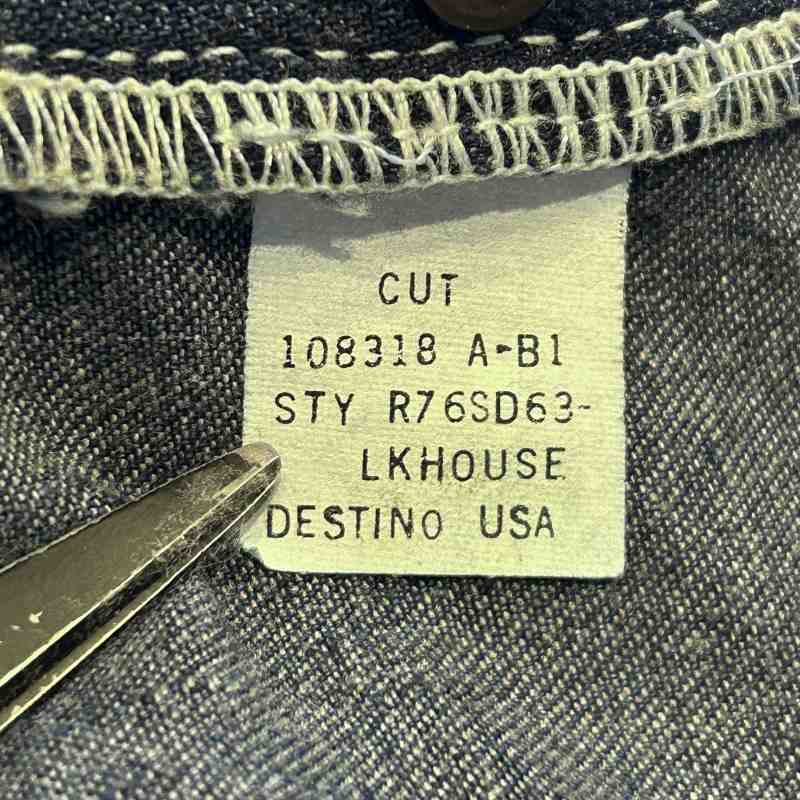 CUT
108318 A-B1
STY R76SD63-
LKHOUSE
DESTINO USA